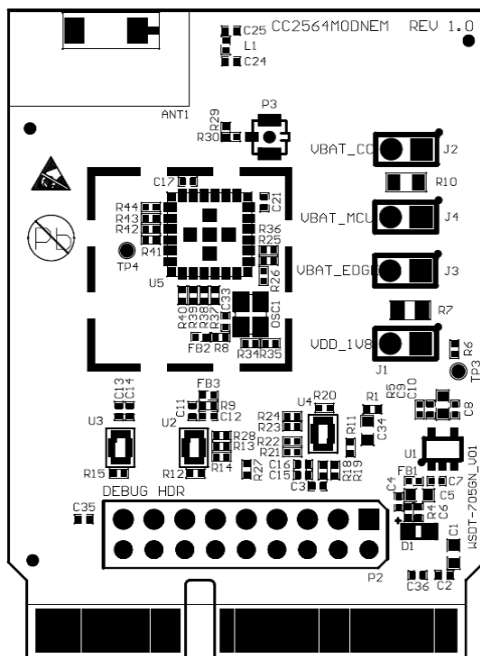 C25
CC2564MODNEM REV 1.0
L1
C24
ANT1
P3
R29
R30
VBAT_CC
J2
C17
R10
C21
R44
R43
R42
R41
VBAT_MCU
J4
R36
R25
R26
TP4
VBAT_EDGE
J3
U5
R40
R39
R38
R37
C33
OSC1
R7
FB2
R8
R34
R35
VDD_1V8
J1
R6
TP3
C13
C14
FB3
R20
R1
R5
C9
C10
C11
R9
C12
U4
C8
U3
U2
R24
R23
C34
R28
R13
R14
R22
R21
R11
U1
R15
R12
R27
C16
C15
R18
R19
FB1
C7
C3
C4
C5
DEBUG HDR
R4
C6
C35
D1
C1
WSDT-705GN_V01
P2
C36
C2
Pb